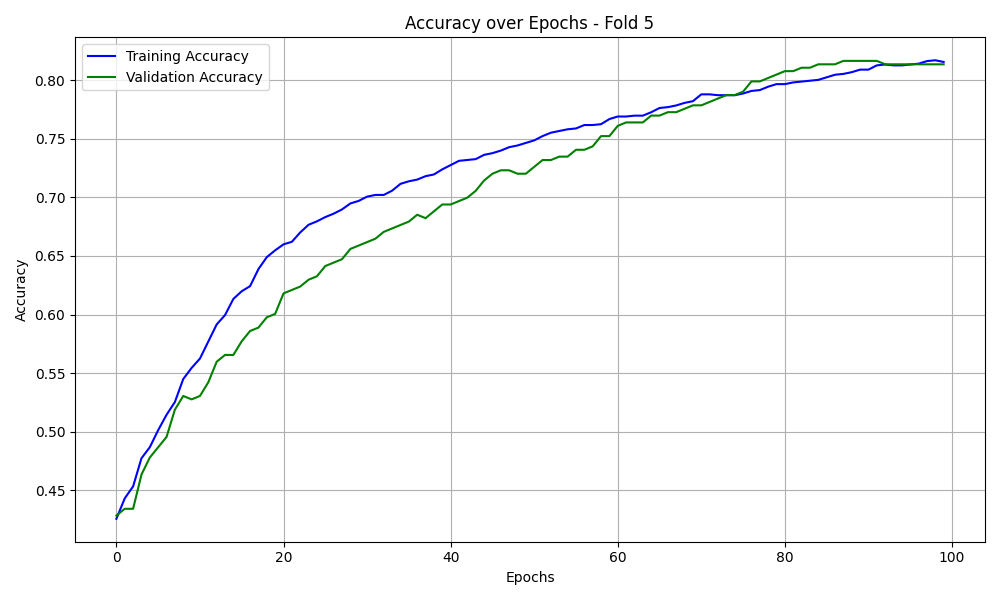 Accuracy over Epochs - Fold 5
Training Accuracy
Validation Accuracy
Accuracy
0.80
0.75
0.70
0.65
0.60
0.55
0.50
0.45
0 20 40 60 80 100
Epochs